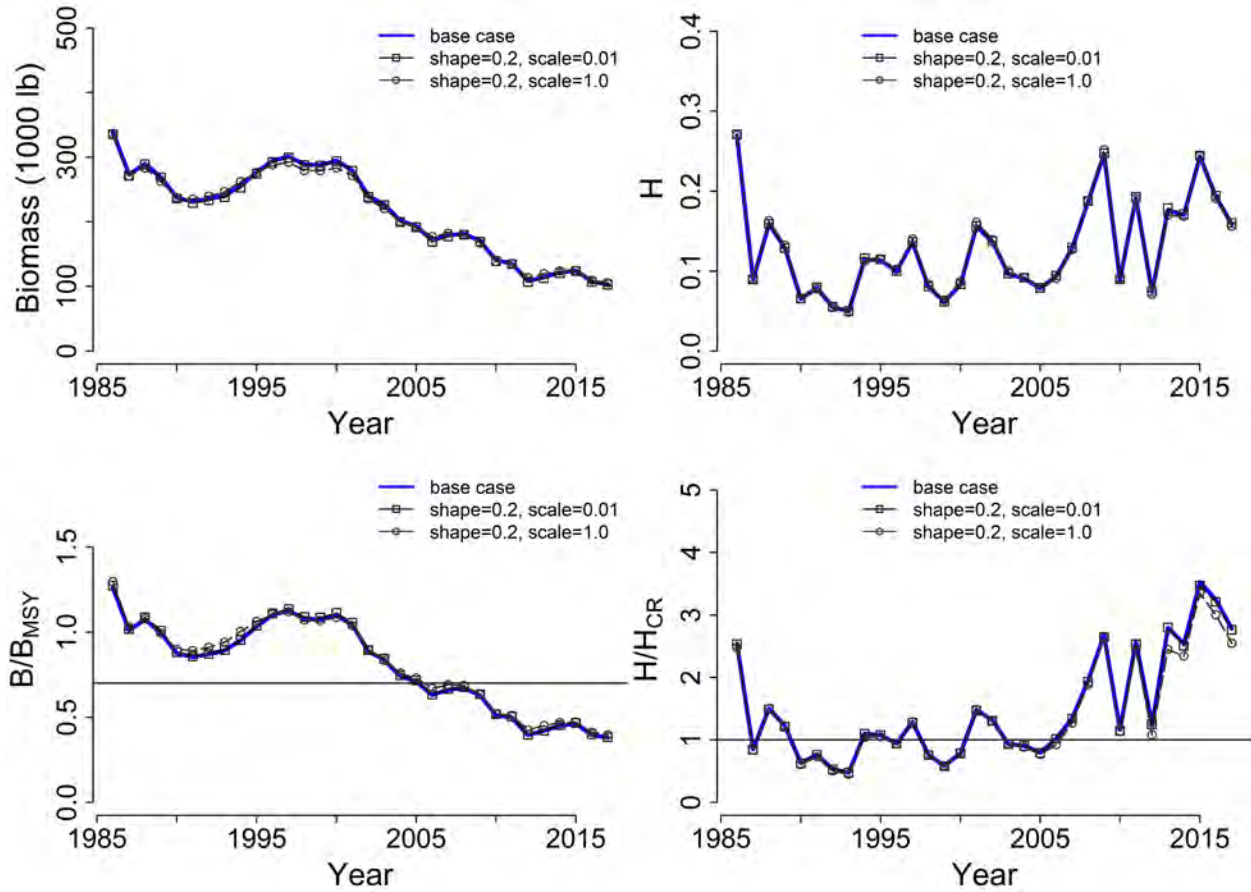 Biomass (1000 lb)
500
300
100
0
base case
shape=0.2, scale=0.01
shape=0.2, scale=1.0
1985
1995
2005
2015
Year
H
0.4
0.3
0.2
0.1
0.0
base case
shape=0.2, scale=0.01
shape=0.2, scale=1.0
1985
1995
2005
2015
Year
B/BMSY
1.5
1.0
0.5
0.0
base case
shape=0.2, scale=0.01
shape=0.2, scale=1.0
1985
1995
2005
2015
Year
H/HCR
5
4
3
2
1
0
base case
shape=0.2, scale=0.01
shape=0.2, scale=1.0
1985
1995
2005
2015
Year